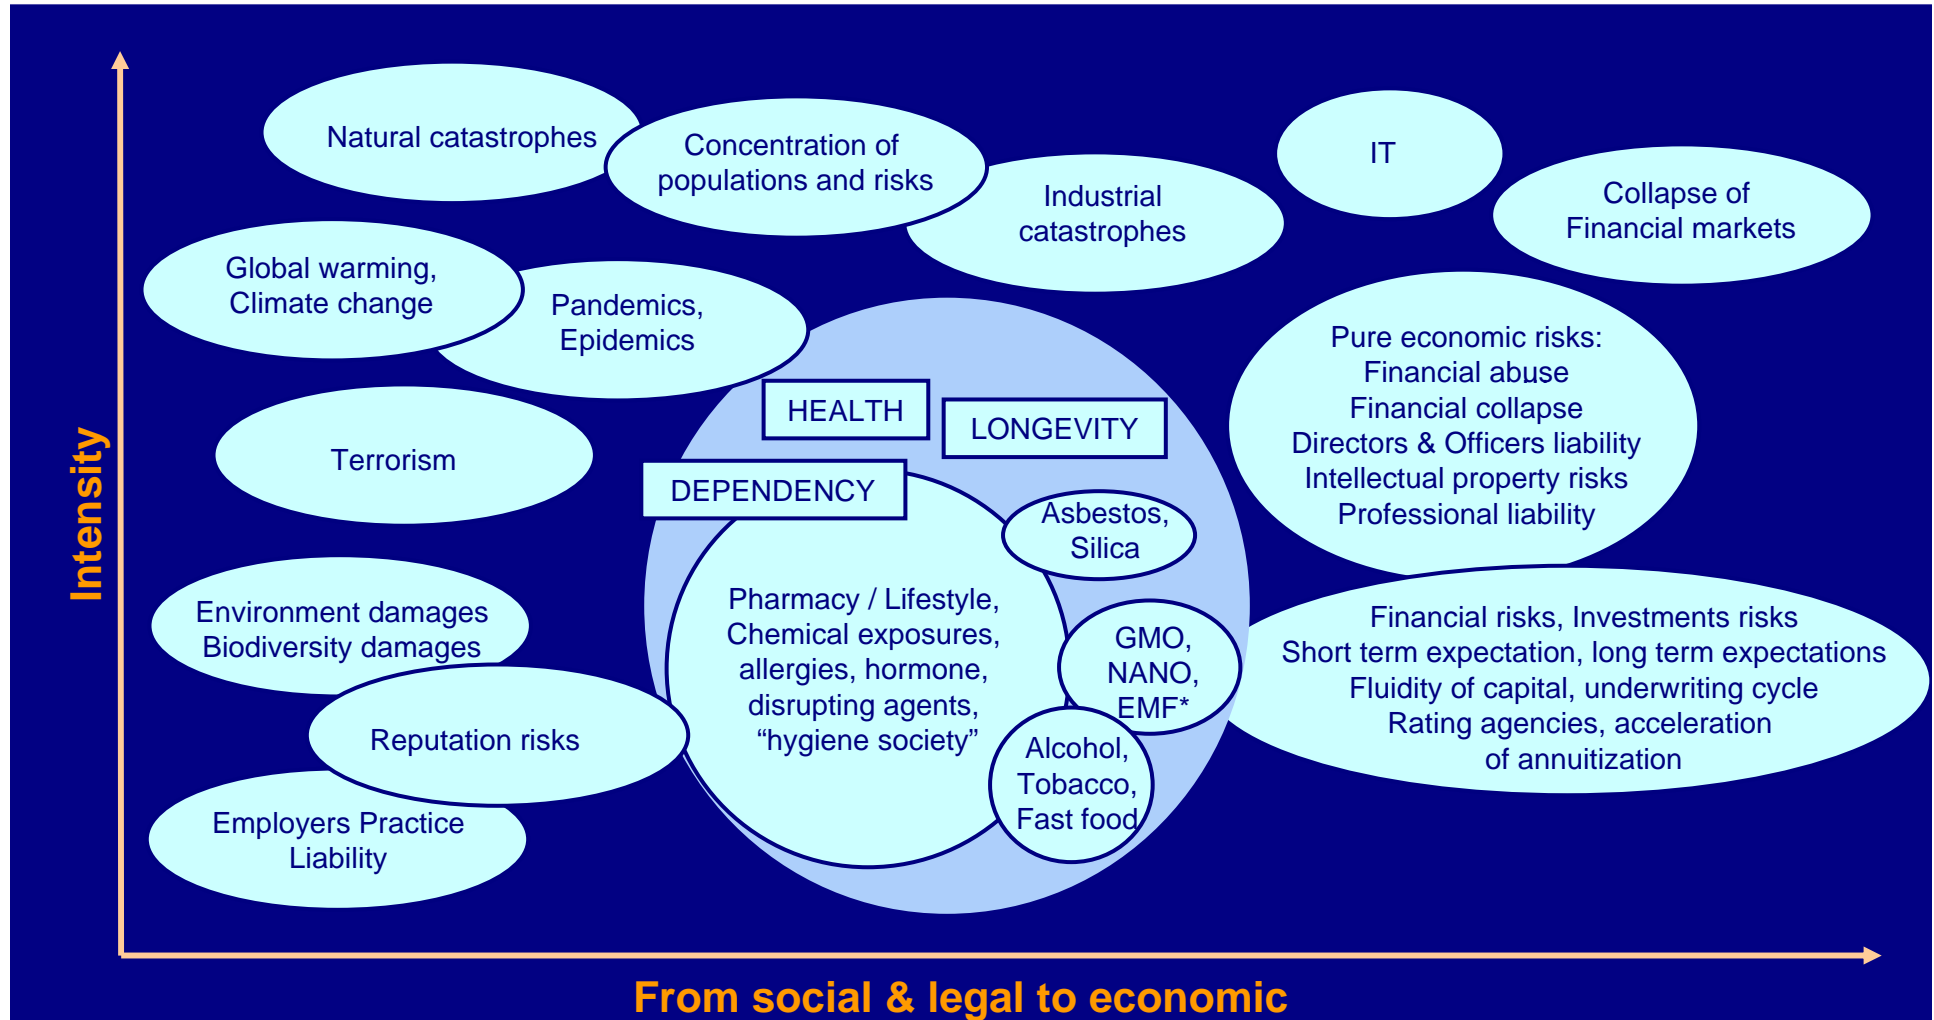 Natural catastrophes
Concentration of
populations and risks
Industrial
catastrophes
IT
Collapse of
Financial markets
Global warming,
Climate change
Pandemics,
Epidemics
Pure economic risks:
Financial abuse
Financial collapse
Directors & Officers liability
Intellectual property risks
Professional liability
HEALTH
LONGEVITY
DEPENDENCY
Terrorism
Intensity
Asbestos,
Silica
Environment damages
Biodiversity damages
Pharmacy / Lifestyle,
Chemical exposures,
allergies, hormone,
disrupting agents,
“hygiene society”
GMO,
NANO,
EMF*
Financial risks, Investments risks
Short term expectation, long term expectations
Fluidity of capital, underwriting cycle
Rating agencies, acceleration
of annuitization
Reputation risks
Alcohol,
Tobacco,
Fast food
Employers Practice
Liability
From social & legal to economic